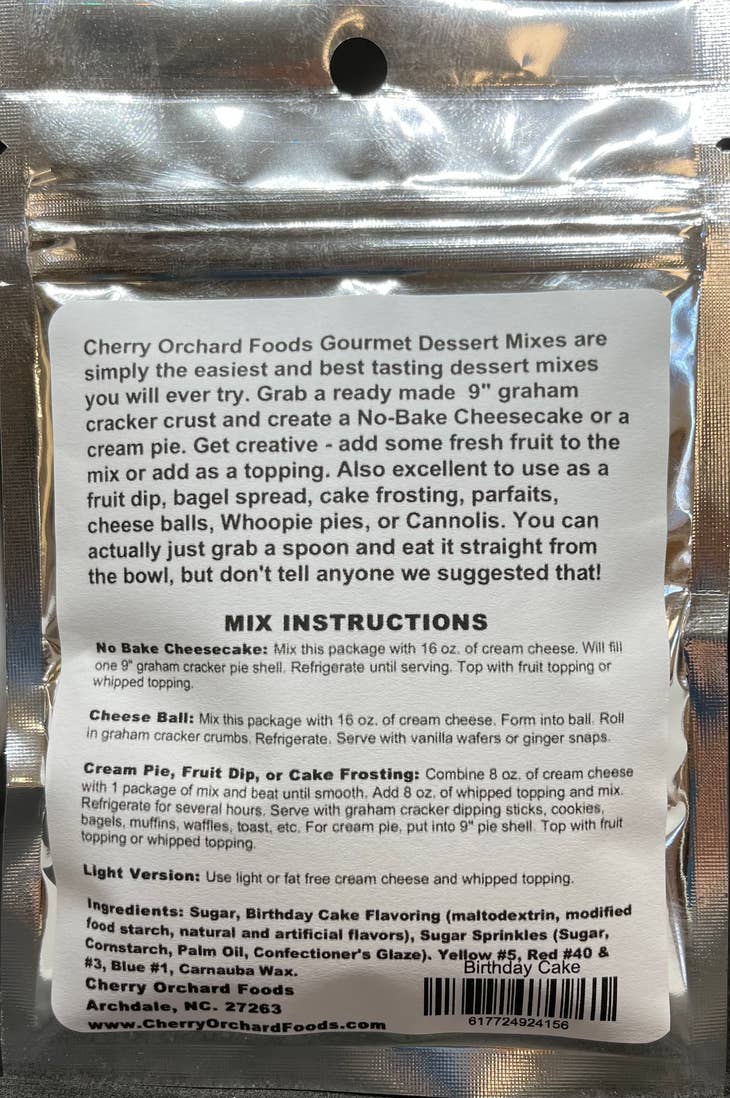 Cherry Orchard Foods Gourmet Dessert Mixes are
simply the easiest and best tasting dessert mixes
you will ever try. Grab a ready made 9" graham
cracker crust and create a No-Bake Cheesecake or a
cream pie. Get creative - add some fresh fruit to the
mix or add as a topping. Also excellent to use as a
fruit dip, bagel spread, cake frosting, parfaits,
cheese balls, Whoopie pies, or Cannolis. You can
actually just grab a spoon and eat it straight from
the bowl, but don't tell anyone we suggested that!
MIX INSTRUCTIONS
No Bake Cheesecake: Mix this package with 16 oz. of cream cheese. Will fill
one 9" graham cracker pie shell. Refrigerate until serving. Top with fruit topping or
whipped topping.
Cheese Ball: Mix this package with 16 oz. of cream cheese. Form into ball. Roll
in graham cracker crumbs. Refrigerate. Serve with vanilla wafers or ginger snaps.
Cream Pie, Fruit Dip, or Cake Frosting: Combine 8 oz. of cream cheese
with 1 package of mix and beat until smooth. Add 8 oz. of whipped topping and mix.
Refrigerate for several hours. Serve with graham cracker dipping sticks, cookies,
bagels, muffins, waffles, toast, etc. For cream pie, put into 9" pie shell. Top with fruit
topping or whipped topping.
Light Version: Use light or fat free cream cheese and whipped topping.
Ingredients: Sugar, Birthday Cake Flavoring (maltodextrin, modified
food starch, natural and artificial flavors), Sugar Sprinkles (Sugar,
Cornstarch, Palm Oil, Confectioner's Glaze). Yellow #5, Red #40 &
#3, Blue #1, Carnauba Wax.
Birthday Cake
Cherry Orchard Foods
Archdale, NC. 27263
www.CherryOrchardFoods.com
617724924156